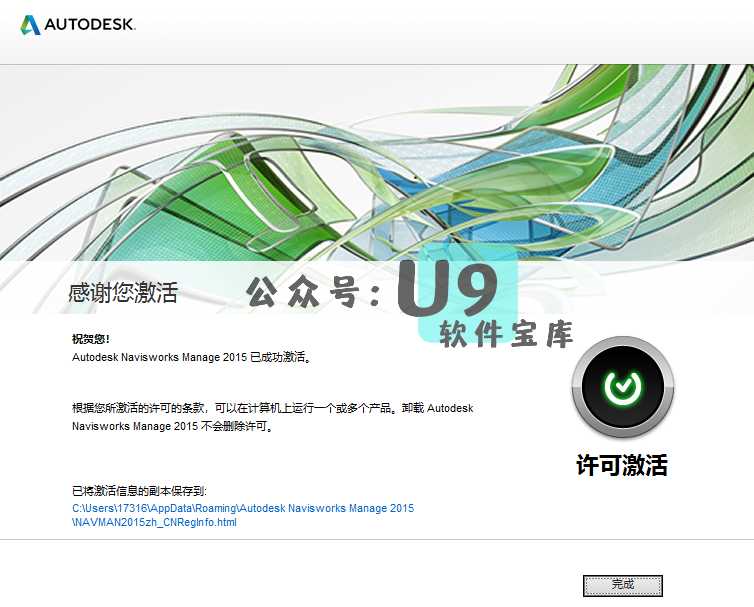 AUTODESK.
感谢您激活
公众号:U9
软件宝库
祝贺您!
Autodesk Navisworks Manage 2015 已成功激活。
根据您所激活的许可的条款，可以在计算机上运行一个或多个产品。卸载 Autodesk
Navisworks Manage 2015 不会删除许可。
许可激活
已将激活信息的副本保存到:
C:\Users\17316\AppData\Roaming\Autodesk Navisworks Manage 2015
\NAVMAN2015zh_CNRegInfo.html
完成